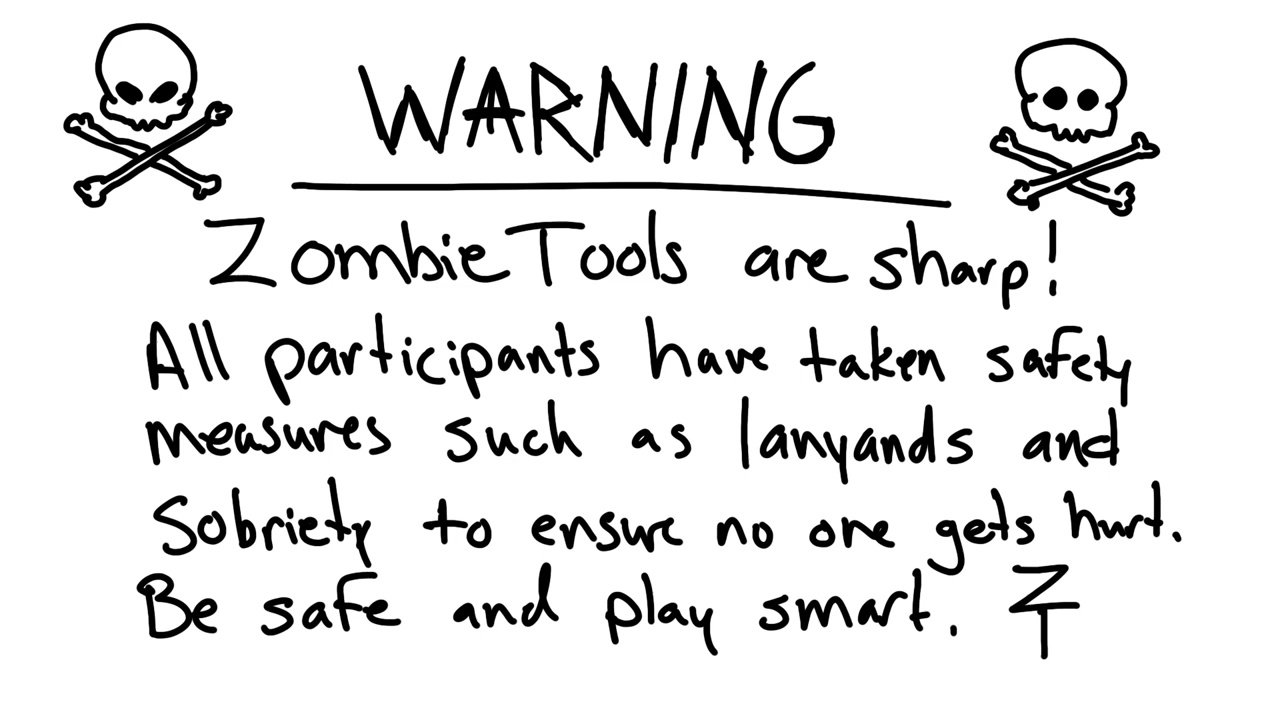 WARNING
ZombieTools are sharp!
All participants have taken safety
measures such as lanyands and
Sobriety to ensure no one gets hurt.
Be safe and play smart. ZT